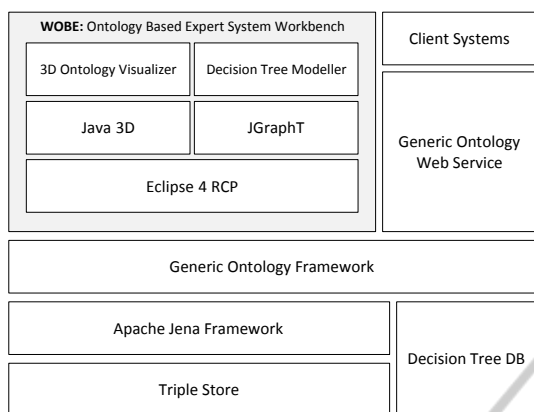 WOBE: Ontology Based Expert System Workbench
3D Ontology Visualizer
Decision Tree Modeller
Java 3D
JGraphT
Eclipse 4 RCP
Client Systems
Generic Ontology
Web Service
Generic Ontology Framework
Apache Jena Framework
Triple Store
Decision Tree DB